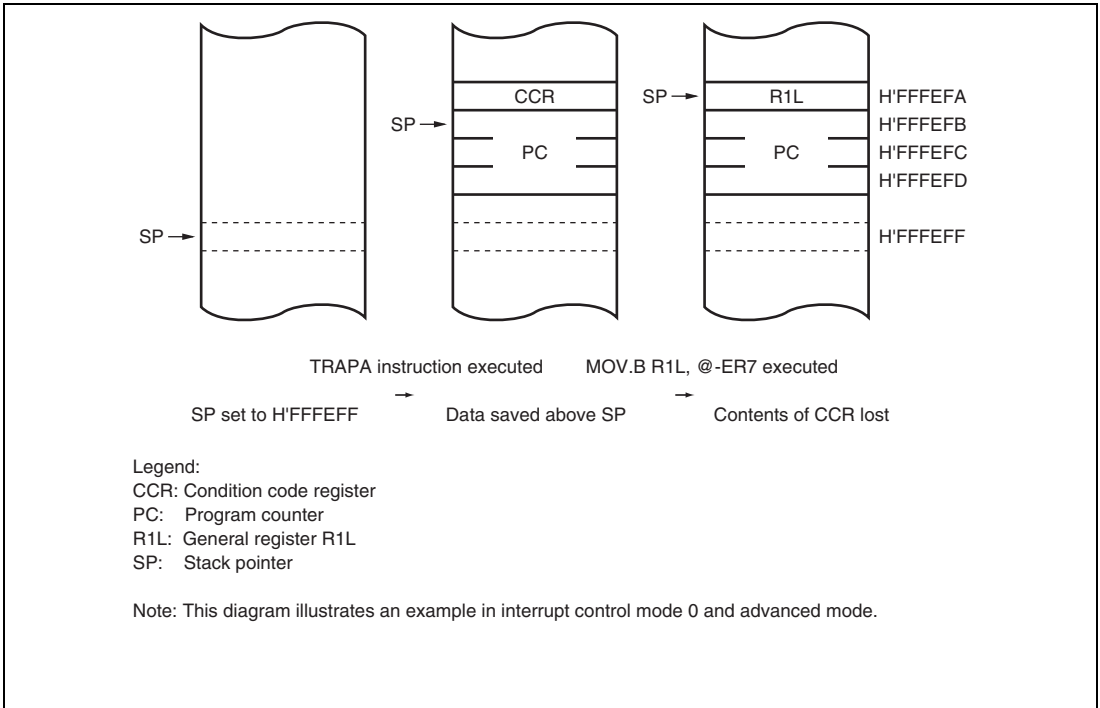 CCR
SP
R1L
H'FFFEFA
SP
H'FFFEFB
PC
PC
H'FFFEFC
H'FFFEFD
SP
H'FFFEFF
TRAPA instruction executed
MOV.B R1L, @-ER7 executed
SP set to H'FFFEFF
Data saved above SP
Contents of CCR lost
Legend:
CCR: Condition code register
PC: Program counter
R1L: General register R1L
SP: Stack pointer
Note: This diagram illustrates an example in interrupt control mode 0 and advanced mode.